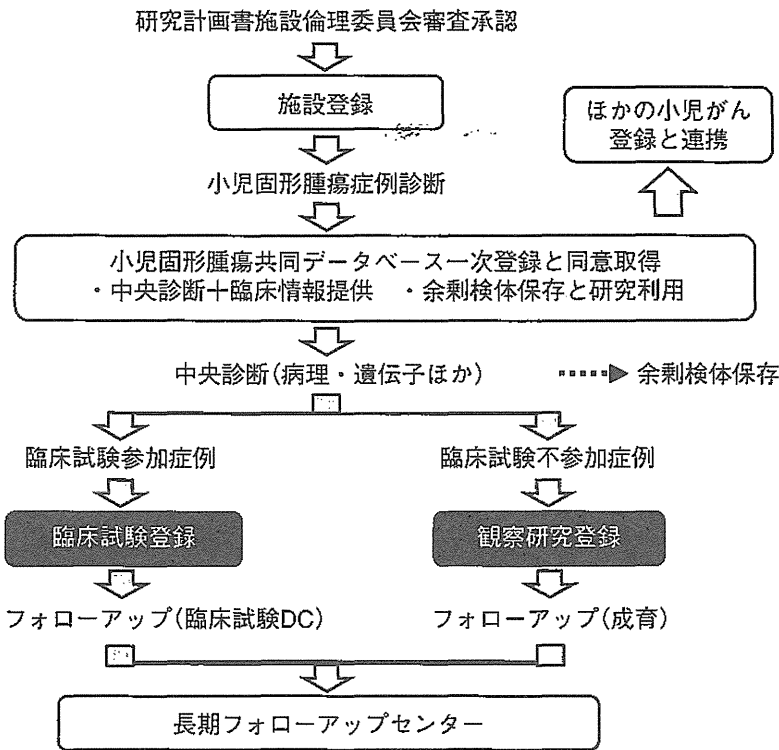 研究計画書施設倫理委員会審査承認
施設登録
ほかの小児がん
登録と連携
小児固形腫瘍症例診断
小児固形腫瘍共同データベース一次登録と同意取得
・中央診断＋臨床情報提供　・余剰検体保存と研究利用
中央診断(病理・遺伝子ほか)
余剰検体保存
臨床試験参加症例
臨床試験不参加症例
臨床試験登録
観察研究登録
フォローアップ(臨床試験DC)
フォローアップ(成育)
長期フォローアップセンター